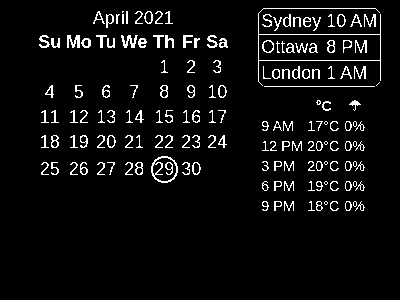 April 2021
Su Mo Tu We Th Fr Sa
1 2 3
4 5 6 7 8 9 10
11 12 13 14 15 16 17
18 19 20 21 22 23 24
25 26 27 28 29 30
Sydney 10 AM
Ottawa 8 PM
London 1 AM
°C
9 AM 17°C 0%
12 PM 20°C 0%
3 PM 20°C 0%
6 PM 19°C 0%
9 PM 18°C 0%